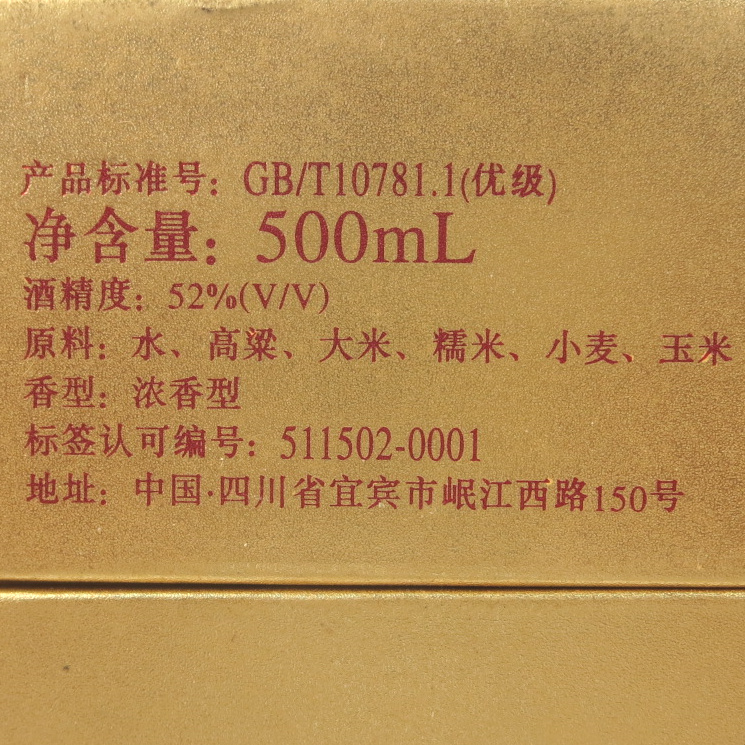 产品标准号：GB/T10781.1(优级)
净含量：500mL
酒精度：52%(V/V)
原料：水、高粱、大米、糯米、小麦、玉米
香型：浓香型
标签认可编号：511502-0001
地址：中国·四川省宜宾市岷江西路150号